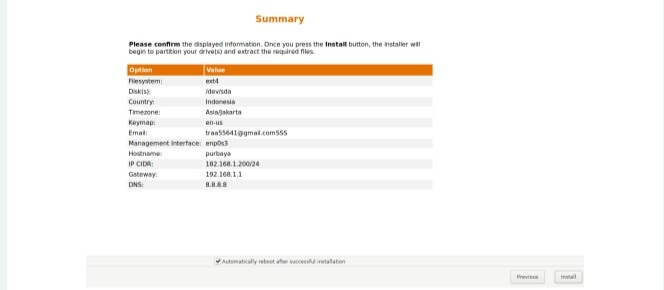 Summary
Please confirm the displayed information. Once you press the Install button, the installer will
begin to partition your drive(s) and extract the required files.
Option Value
Filesystem: ext4
Disk(s): /dev/sda
Country: Indonesia
Timezone: Asia/Jakarta
Keymap: en-us
Email: traa55641@gmail.comSSS
Management Interface: enp0s3
Hostname: purbaya
IP CIDR: 192.168.1.200/24
Gateway: 192.168.1.1
DNS: 8.8.8.8
Automatically reboot after successful installation
Previous Install